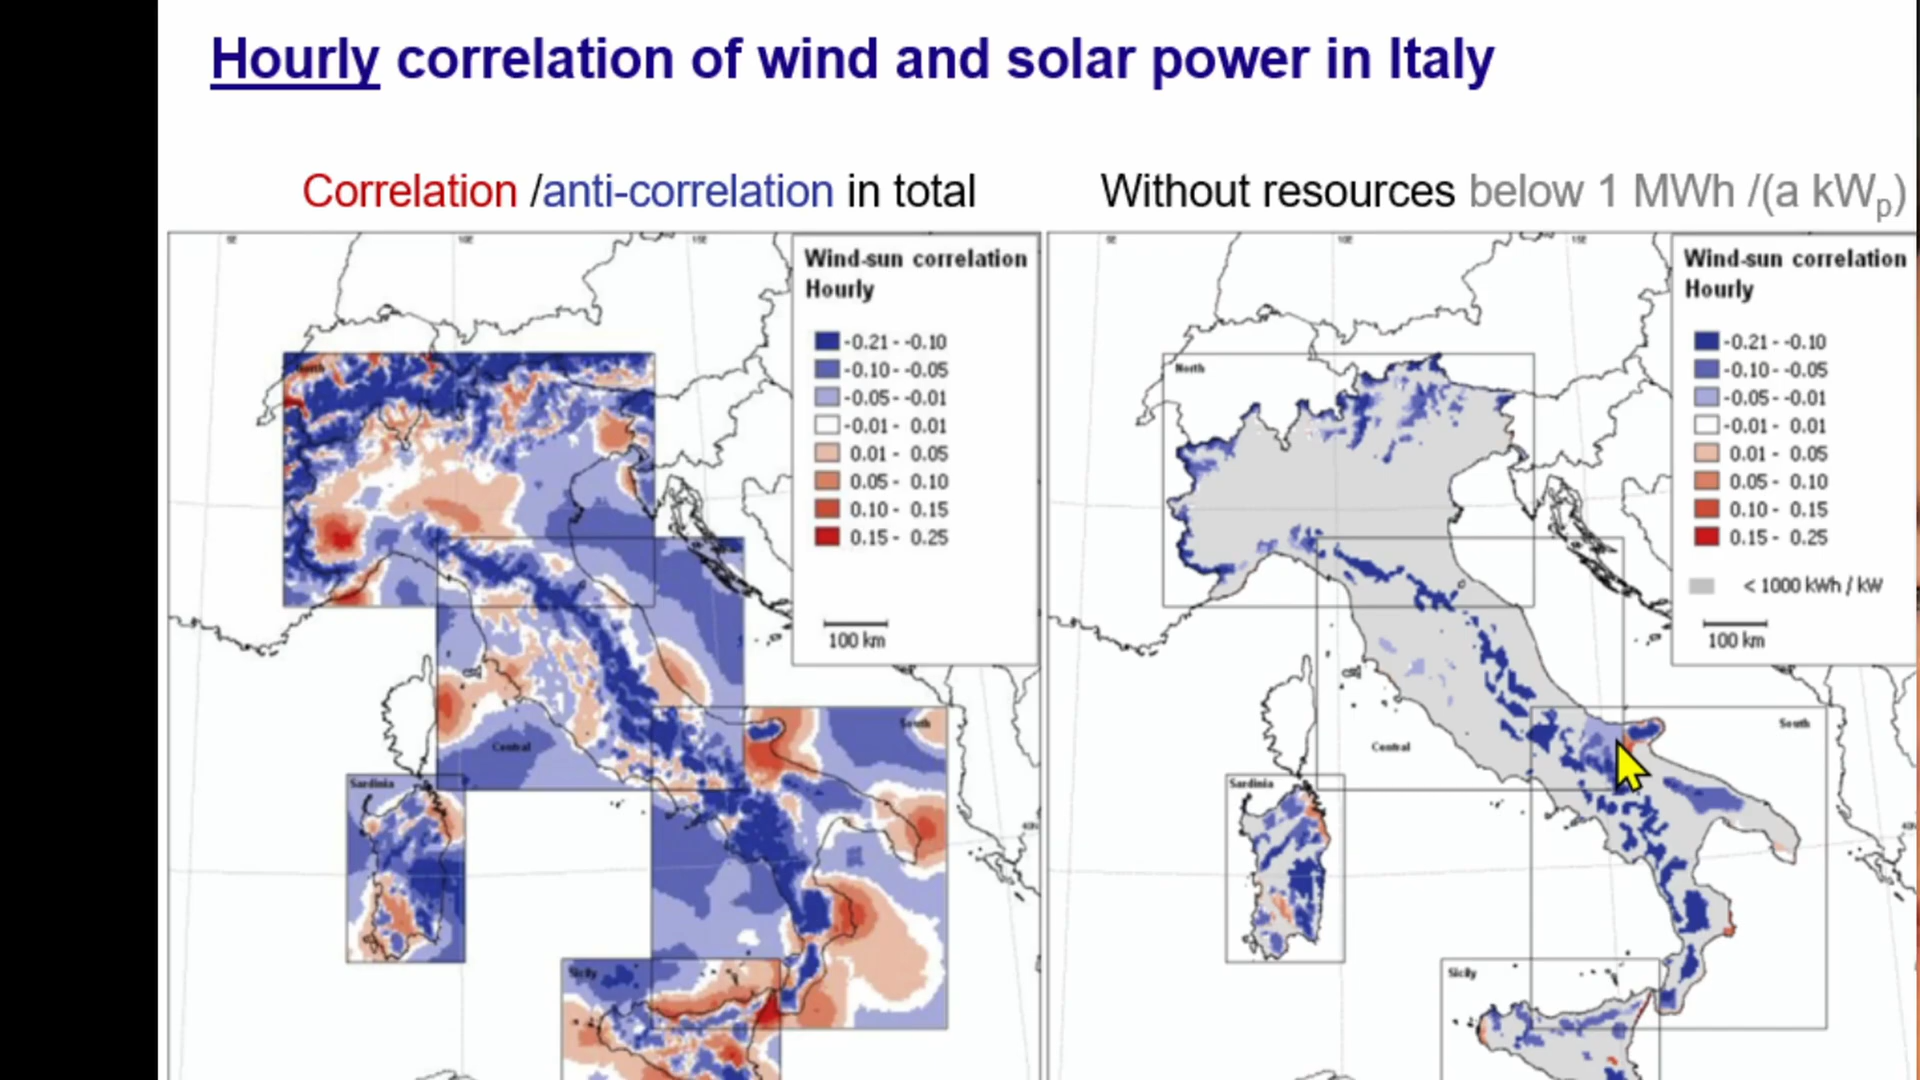 Hourly correlation of wind and solar power in Italy
Correlation /anti-correlation in total
Without resources below 1 MWh /(a kWp)
10E
15E
Wind-sun correlation
Hourly
-0.21 - -0.10
-0.10 - -0.05
-0.05 - -0.01
-0.01 - 0.01
0.01 - 0.05
0.05 - 0.10
0.10 - 0.15
0.15 - 0.25
100 km
North
Central
South
Sardinia
Sicily
10E
15E
Wind-sun correlation
Hourly
-0.21 - -0.10
-0.10 - -0.05
-0.05 - -0.01
-0.01 - 0.01
0.01 - 0.05
0.05 - 0.10
0.10 - 0.15
0.15 - 0.25
< 1000 kWh / kW
100 km
North
Central
South
Sardinia
Sicily